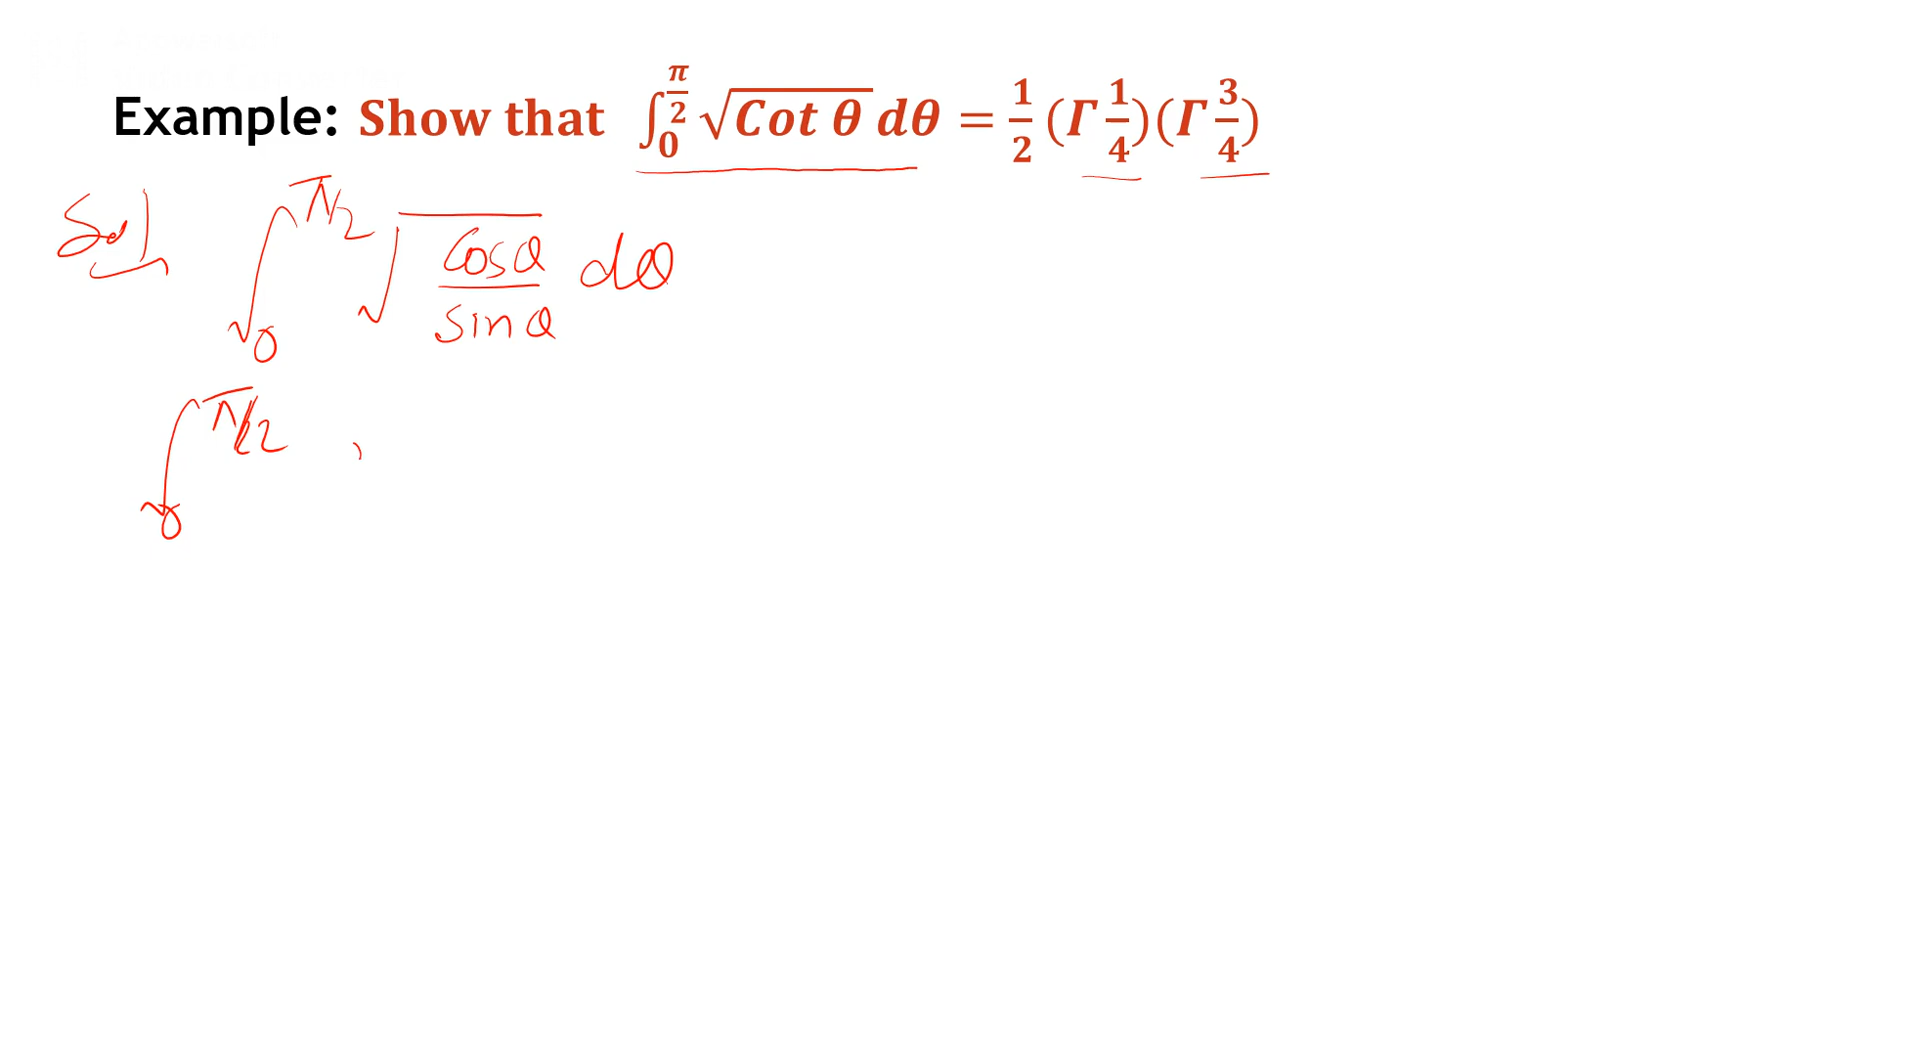 Example: Show that ∫_0^{π/2} √(Cot θ) dθ = 1/2 (Γ 1/4)(Γ 3/4)
Sol ∫_0^{π/2} √(cosθ / sinθ) dθ
∫_0^{π/2}